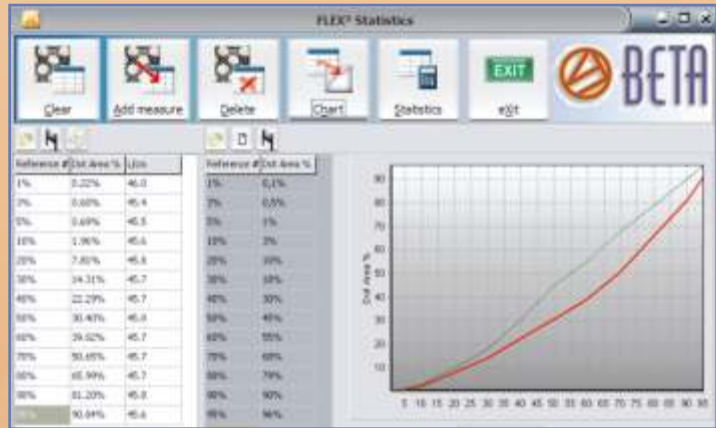 FLEX³ Statistics
Clear Add measure Delete Chart Statistics EXIT eXit BETA
Reference # Dot Area % L/cm
1% 0.22% 46.0
3% 0.60% 45.4
5% 0.69% 45.5
10% 1.96% 45.6
20% 7.81% 45.8
30% 14.31% 45.7
40% 22.29% 45.7
50% 30.40% 45.9
60% 39.02% 45.7
70% 50.65% 45.7
80% 65.99% 45.7
90% 81.20% 45.8
95% 90.84% 45.6
Reference # Dot Area %
1% 0,1%
3% 0,5%
5% 1%
10% 3%
20% 10%
30% 18%
40% 30%
50% 45%
60% 55%
70% 68%
80% 79%
90% 90%
95% 96%
Dot Area %
90
80
70
60
50
40
30
20
10
5 10 15 20 25 30 35 40 45 50 55 60 65 70 75 80 85 90 95